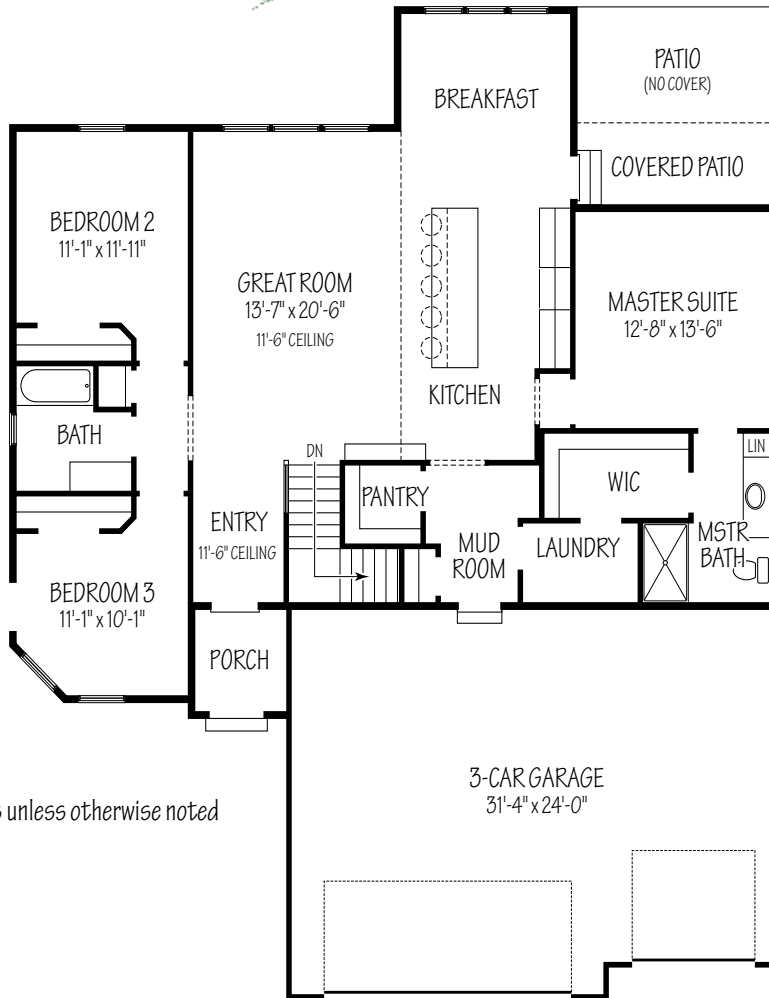 PATIO
(NO COVER)
BREAKFAST
COVERED PATIO
BEDROOM 2
11'-1" x 11'-11"
GREAT ROOM
13'-7" x 20'-6"
11'-6" CEILING
MASTER SUITE
12'-8" x 13'-6"
KITCHEN
BATH
DN
LIN
PANTRY
WIC
ENTRY
11'-6" CEILING
MUD
ROOM
LAUNDRY
MSTR
BATH
BEDROOM 3
11'-1" x 10'-1"
PORCH
3-CAR GARAGE
31'-4" x 24'-0"
unless otherwise noted